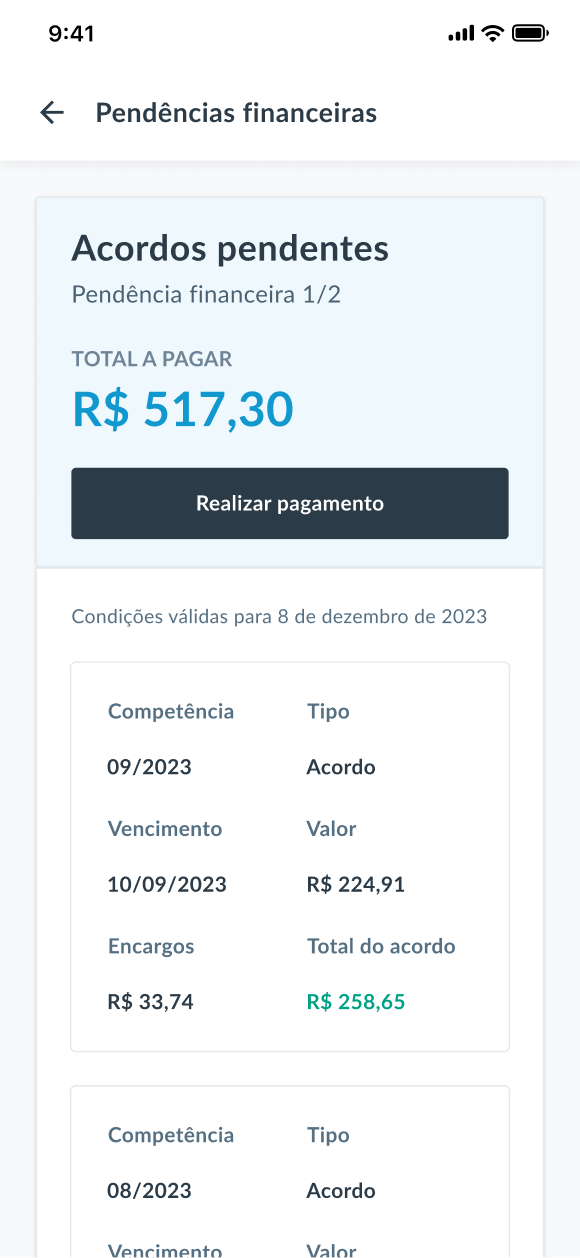 9:41
Pendências financeiras
Acordos pendentes
Pendência financeira 1/2
TOTAL A PAGAR
R$ 517,30
Realizar pagamento
Condições válidas para 8 de dezembro de 2023
Competência Tipo
09/2023 Acordo
Vencimento Valor
10/09/2023 R$ 224,91
Encargos Total do acordo
R$ 33,74 R$ 258,65
Competência Tipo
08/2023 Acordo
Vencimento Valor